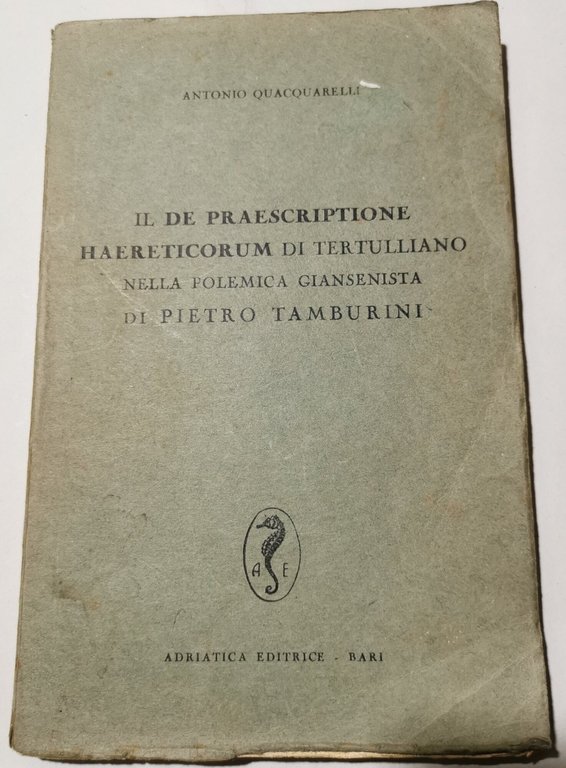 ANTONIO QUACQUARELLI
IL DE PRAESCRIPTIONE
HAERETICORUM DI TERTULLIANO
NELLA POLEMICA GIANSENISTA
DI PIETRO TAMBURINI
A E
ADRIATICA EDITRICE - BARI